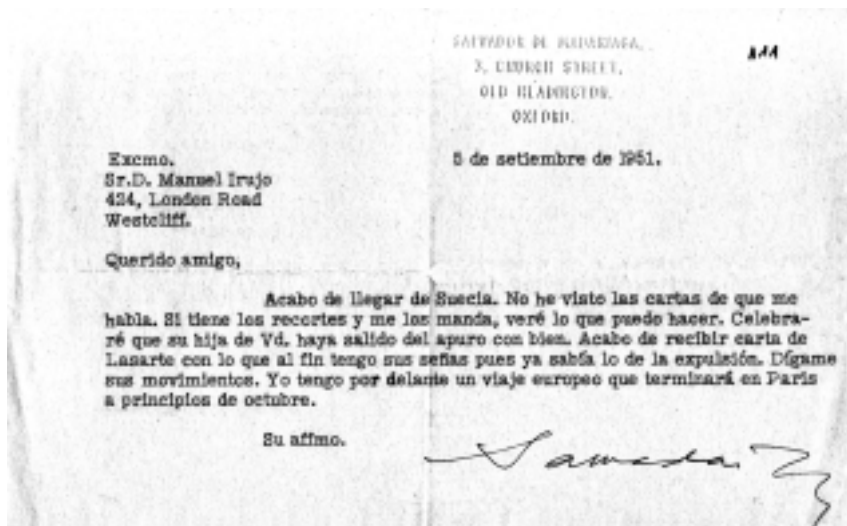 SALVADOR DE MADARIAGA.
3, CHURCH STREET,
OLD HEADINGTON,
OXFORD.
5 de setiembre de 1951.
Excmo.
Sr.D. Manuel Irujo
424, London Road
Westcliff.
Querido amigo,
Acabo de llegar de Suecia. No he visto las cartas de que me
habla. Si tiene los recortes y me los manda, veré lo que puedo hacer. Celebra-
ré que su hija de Vd. haya salido del apuro con bien. Acabo de recibir carta de
Lasarte con lo que al fin tengo sus señas pues ya sabía lo de la expulsión. Dígame
sus movimientos. Yo tengo por delante un viaje europeo que terminará en Paris
a principios de octubre.
Su affmo.